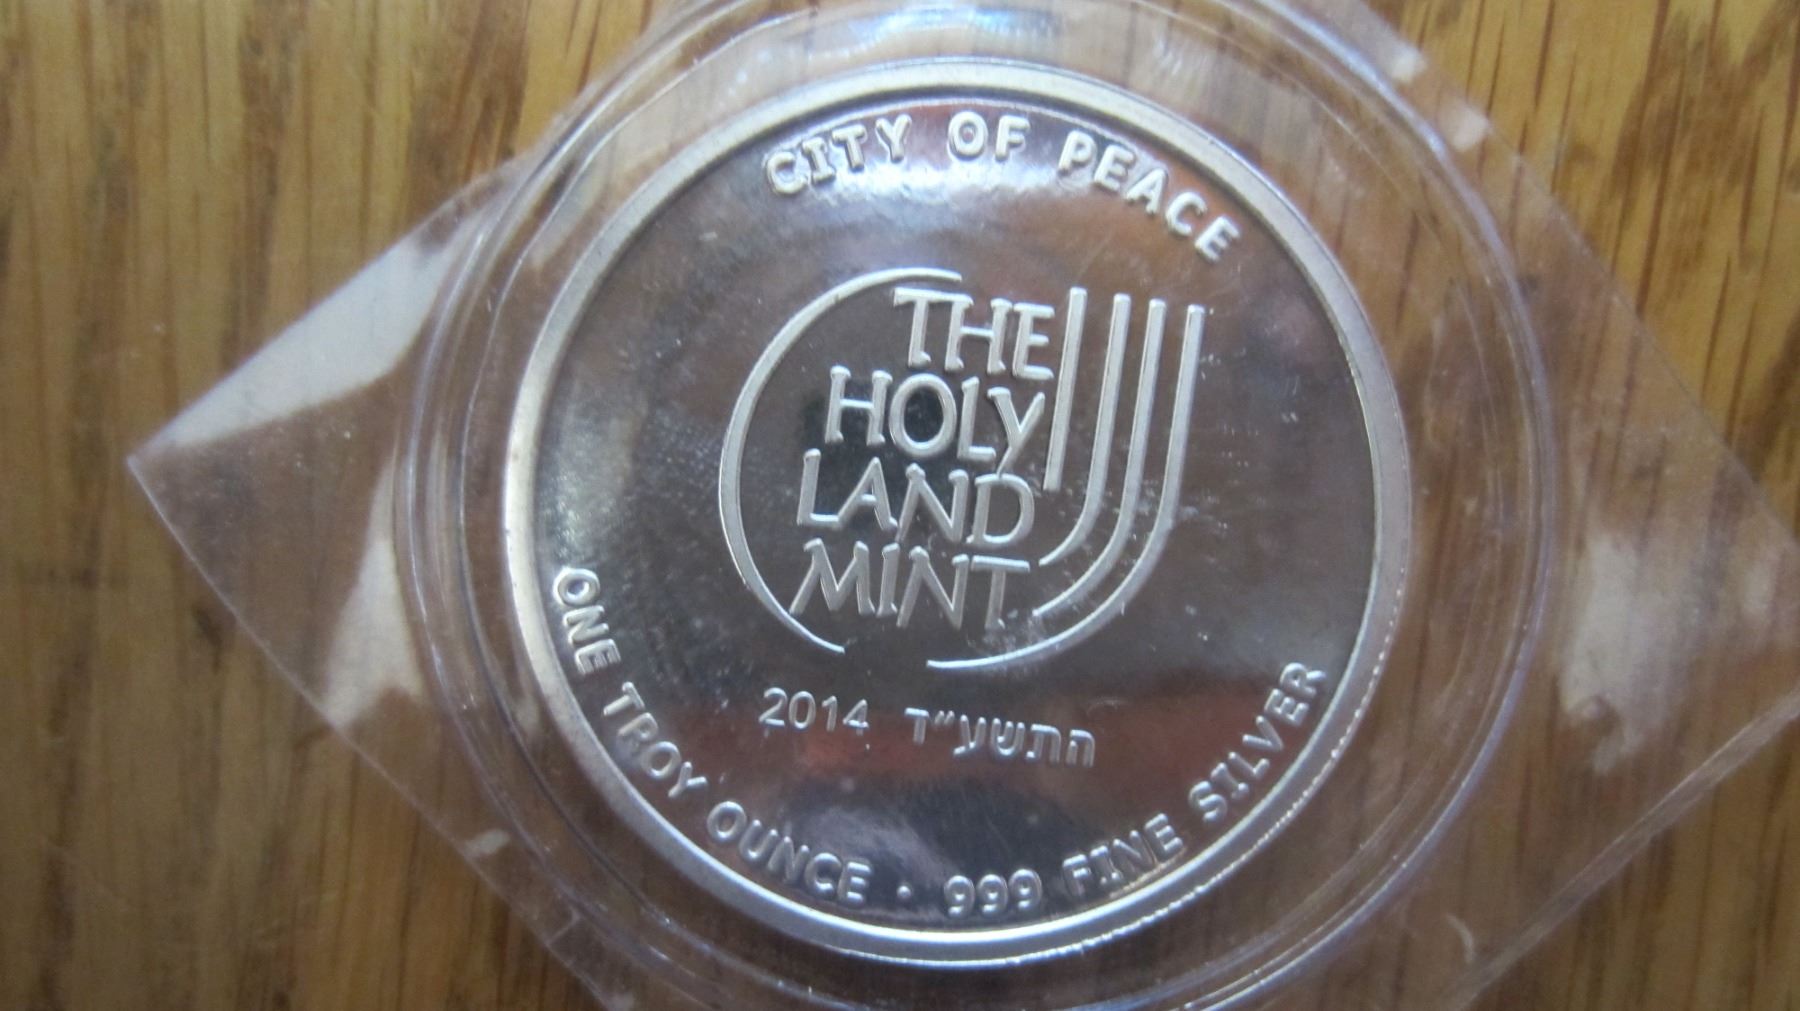 CITY OF PEACE
THE
HOLY
LAND
MINT
2014 התשע״ד
ONE TROY OUNCE · 999 FINE SILVER